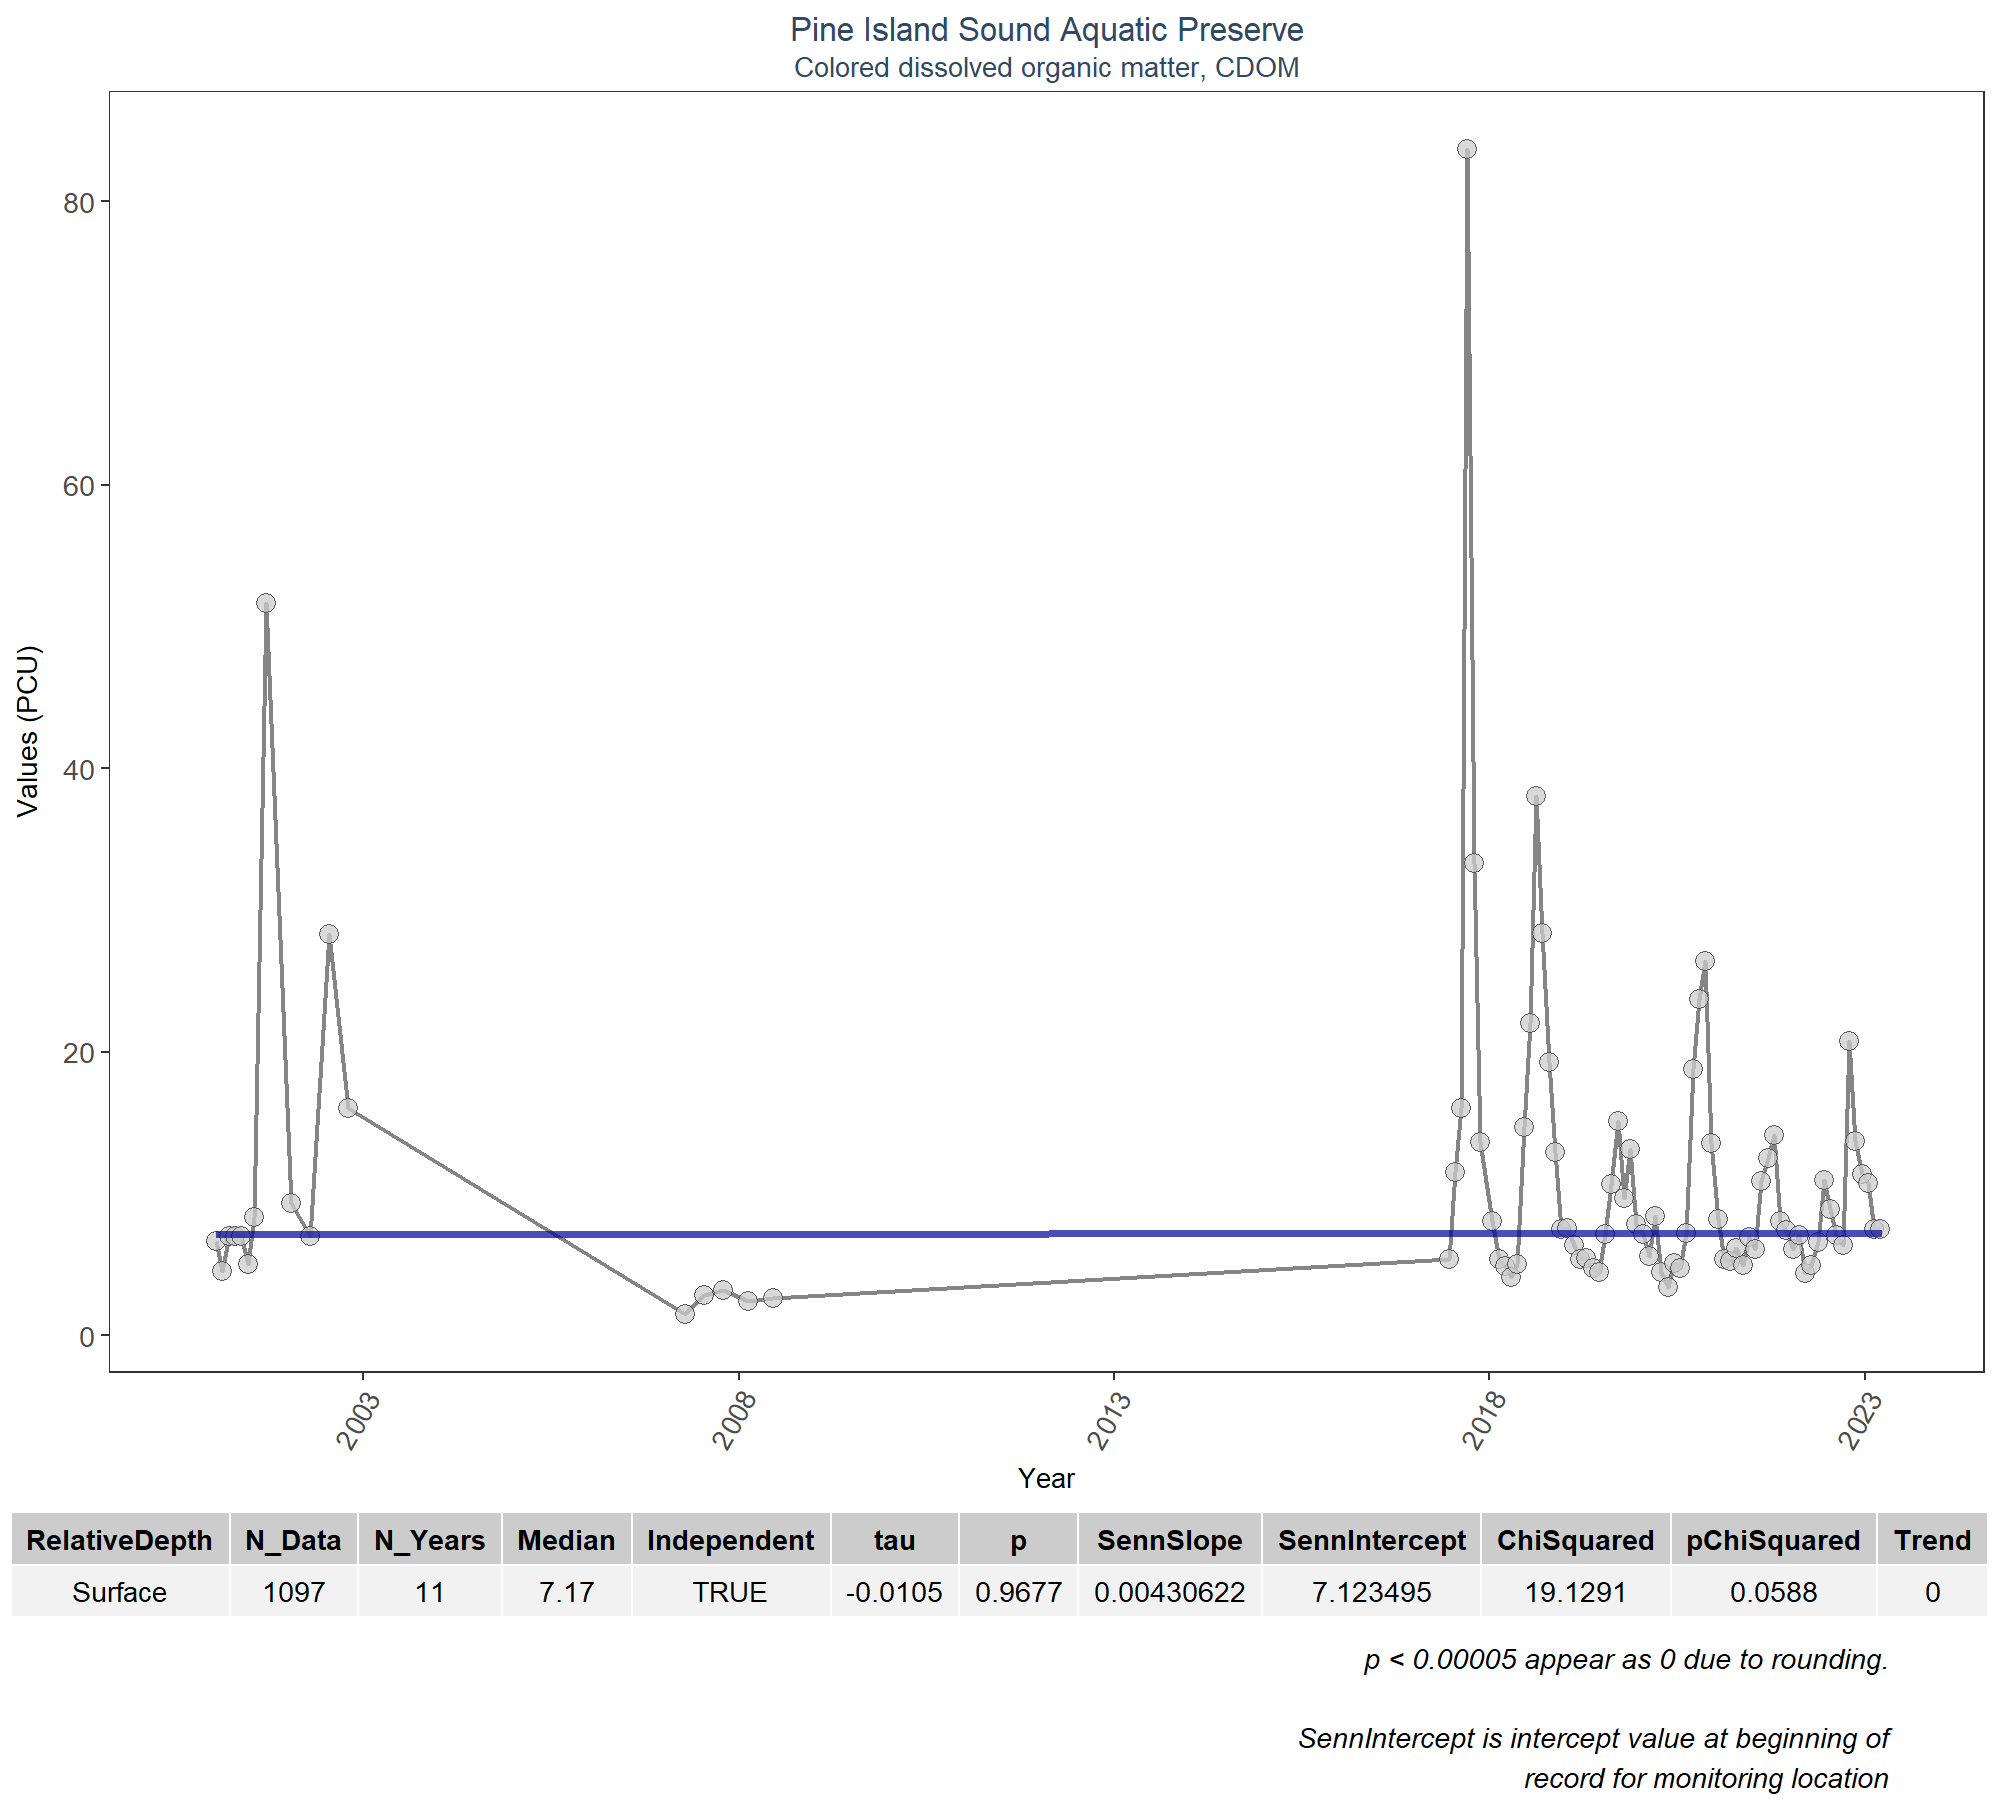 Pine Island Sound Aquatic Preserve
Colored dissolved organic matter, CDOM
80
60
40
20
0
Values (PCU)
2003
2008
2013
2018
2023
Year
RelativeDepth N_Data N_Years Median Independent tau p SennSlope SennIntercept ChiSquared pChiSquared Trend
Surface 1097 11 7.17 TRUE -0.0105 0.9677 0.00430622 7.123495 19.1291 0.0588 0
p < 0.00005 appear as 0 due to rounding.
SennIntercept is intercept value at beginning of
record for monitoring location